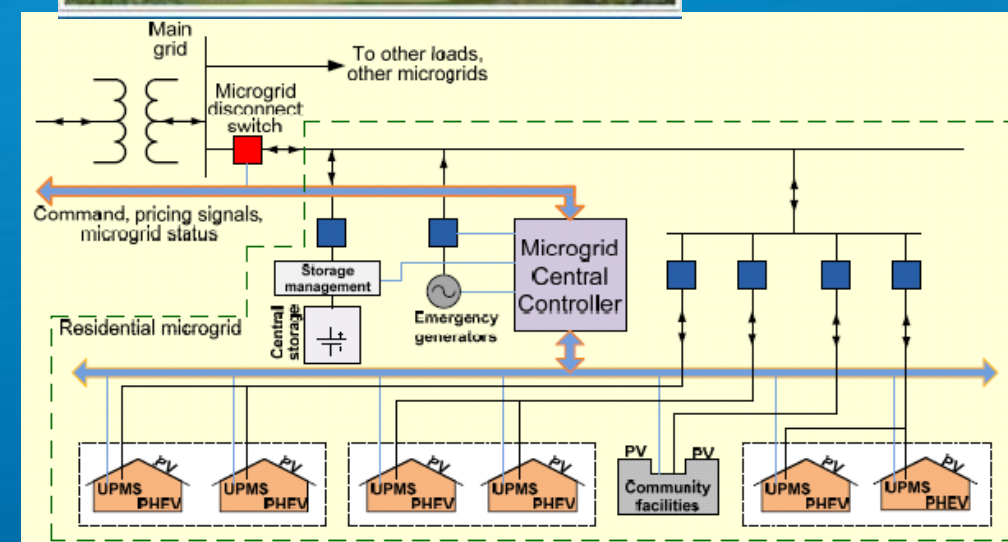 Main
grid
To other loads,
other microgrids
Microgrid
disconnect
switch
Command, pricing signals,
microgrid status
Microgrid
Central
Controller
Storage
management
Central
storage
Emergency
generators
Residential microgrid
PV
UPMS
PHEV
PV
UPMS
PHEV
PV
UPMS
PHEV
PV
UPMS
PHEV
PV
PV
Community
facilities
PV
UPMS
PHEV
PV
UPMS
PHEV